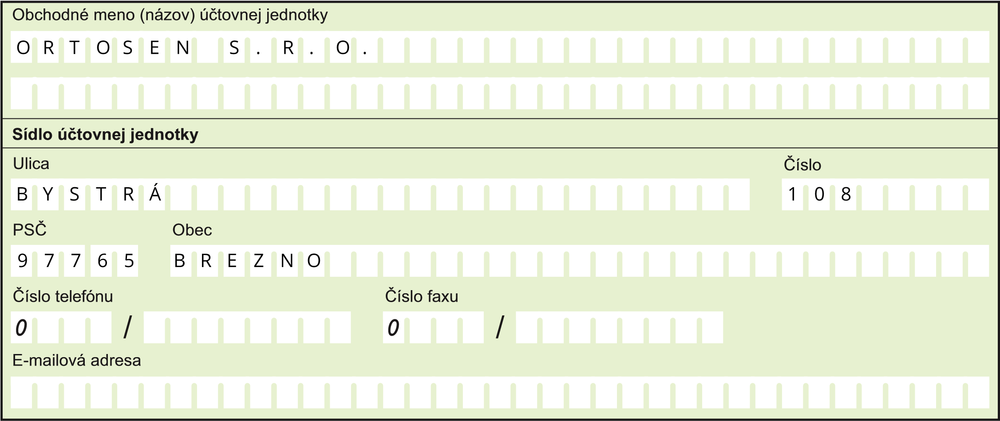 Obchodné meno (názov) účtovnej jednotky
ORTOSEN S.R.O.
Sídlo účtovnej jednotky
Ulica Číslo
BYSTRÁ 108
PSČ Obec
97765 BREZNO
Číslo telefónu Číslo faxu
0 / 0 /
E-mailová adresa